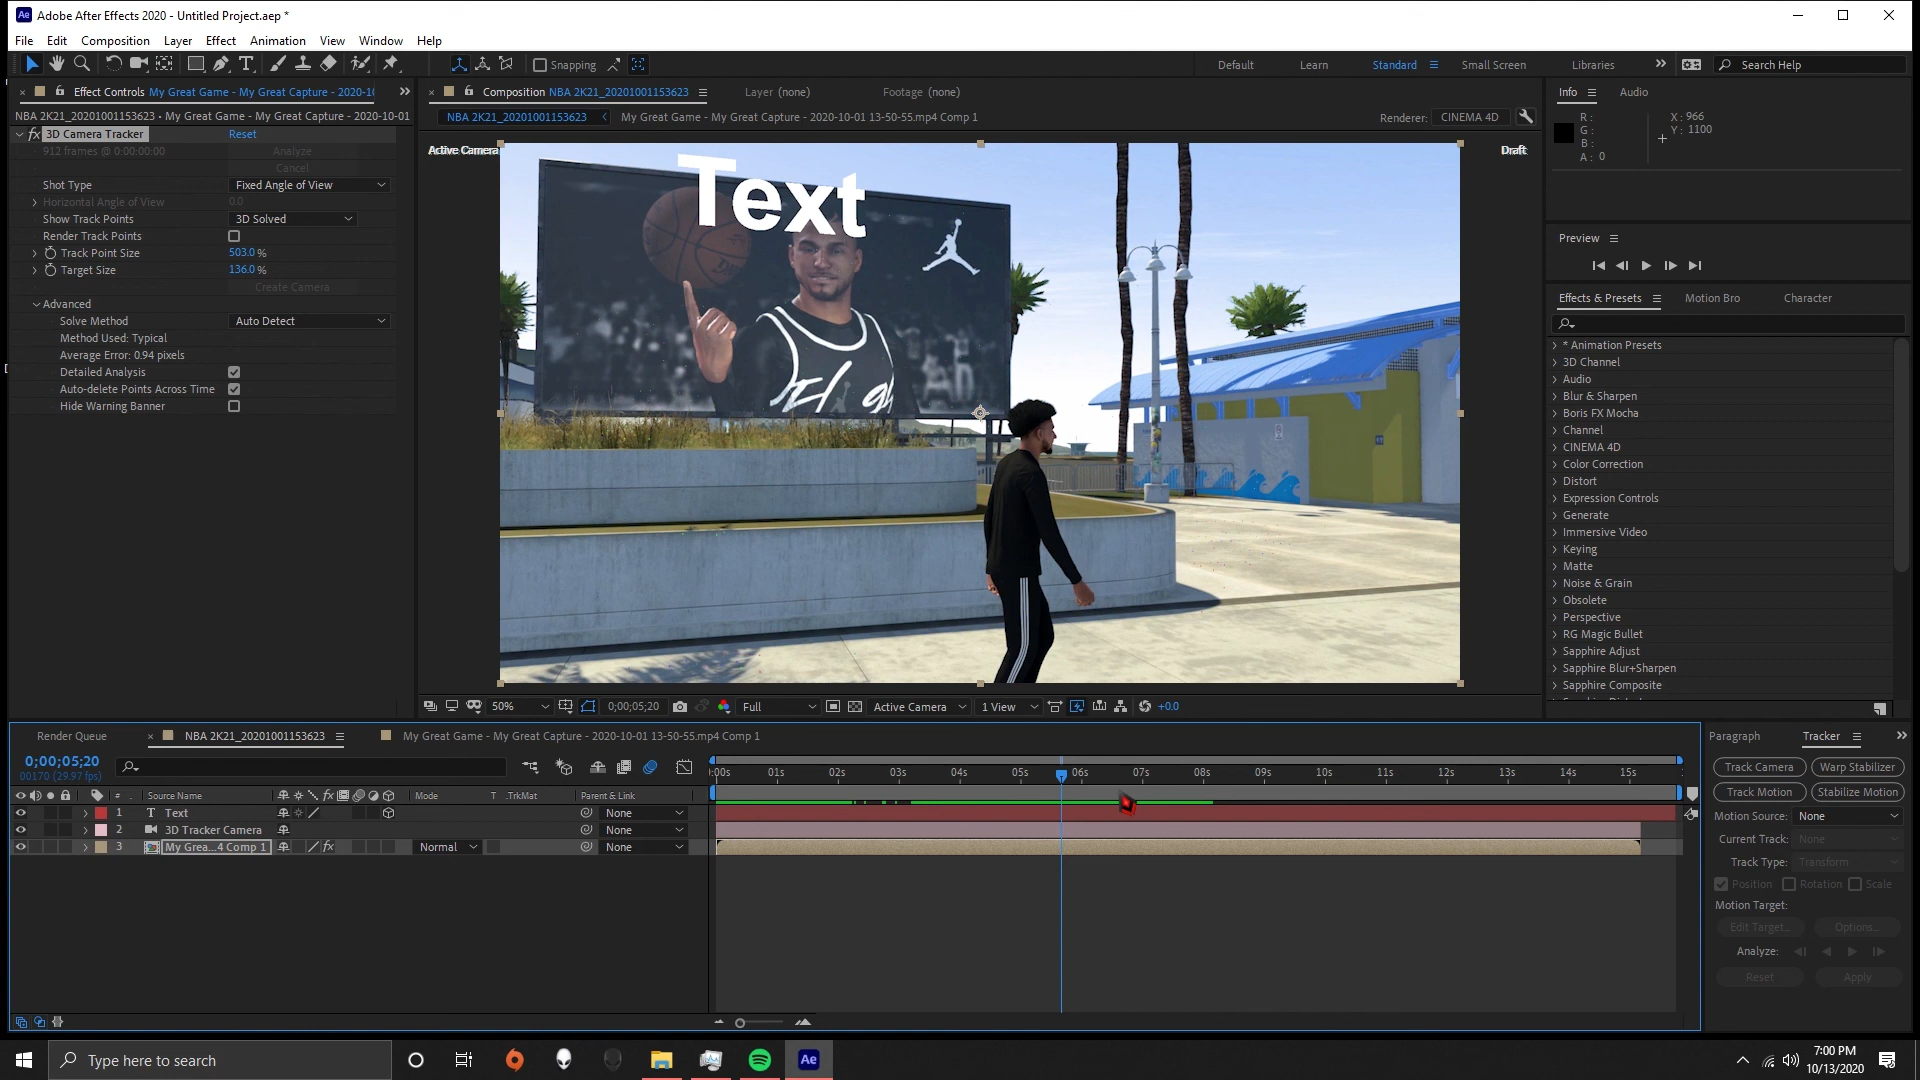 Adobe After Effects 2020 - Untitled Project.aep *
File Edit Composition Layer Effect Animation View Window Help
Snapping
Default Learn Standard Small Screen Libraries
Search Help
Effect Controls My Great Game - My Great Capture - 2020-10
NBA 2K21_20201001153623 • My Great Game - My Great Capture - 2020-10-01
fx 3D Camera Tracker Reset
912 frames @ 0:00:00:00 Analyze
Cancel
Shot Type Fixed Angle of View
Horizontal Angle of View 0.0
Show Track Points 3D Solved
Render Track Points
Track Point Size 503.0 %
Target Size 136.0 %
Create Camera
Advanced
Solve Method Auto Detect
Method Used: Typical
Average Error: 0.94 pixels
Detailed Analysis
Auto-delete Points Across Time
Hide Warning Banner
Composition NBA 2K21_20201001153623
Layer (none)
Footage (none)
NBA 2K21_20201001153623 My Great Game - My Great Capture - 2020-10-01 13-50-55.mp4 Comp 1
Renderer: CINEMA 4D
Active Camera
Draft
Text
50% 0;00;05;20 Full Active Camera 1 View +0.0
Info Audio
R :
G :
B :
A : 0
X : 966
Y : 1100
Preview
Effects & Presets Motion Bro Character
* Animation Presets
3D Channel
Audio
Blur & Sharpen
Boris FX Mocha
Channel
CINEMA 4D
Color Correction
Distort
Expression Controls
Generate
Immersive Video
Keying
Matte
Noise & Grain
Obsolete
Perspective
RG Magic Bullet
Sapphire Adjust
Sapphire Blur+Sharpen
Sapphire Composite
Render Queue NBA 2K21_20201001153623 My Great Game - My Great Capture - 2020-10-01 13-50-55.mp4 Comp 1
0;00;05;20
00170 (29.97 fps)
:00s 01s 02s 03s 04s 05s 06s 07s 08s 09s 10s 11s 12s 13s 14s 15s
# Source Name fx Mode T .TrkMat Parent & Link
1 T Text None
2 3D Tracker Camera None
3 My Grea...4 Comp 1 fx Normal None
Paragraph Tracker
Track Camera Warp Stabilizer
Track Motion Stabilize Motion
Motion Source: None
Current Track: None
Track Type: Transform
Position Rotation Scale
Motion Target:
Edit Target... Options...
Analyze:
Reset Apply
Type here to search
Ae
7:00 PM
10/13/2020